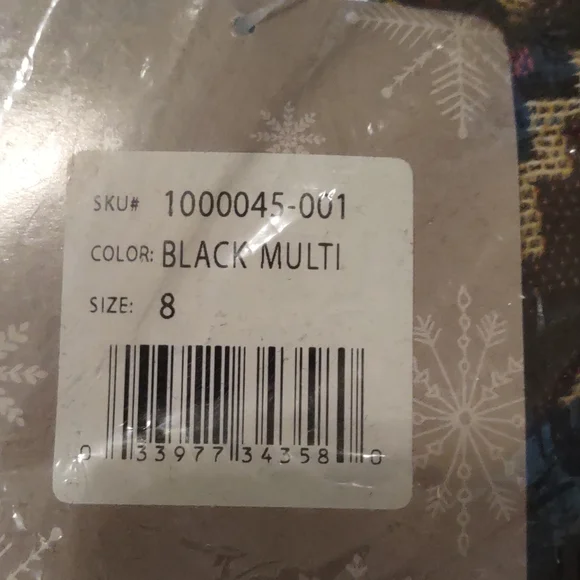 SKU# 1000045-001
COLOR: BLACK MULTI
SIZE: 8
0 33977 34358 0